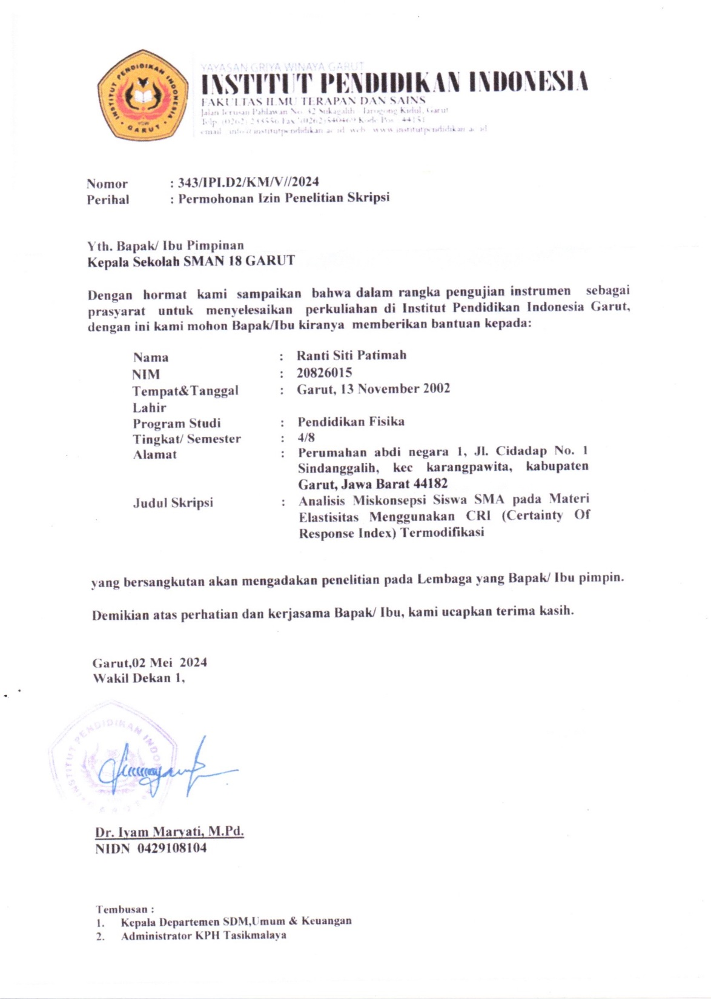 YAYASAN GRIYA WINAYA GARUT
INSTITUT PENDIDIKAN INDONESIA
FAKULTAS ILMU TERAPAN DAN SAINS
Jalan Terusan Pahlawan No. 32 Sukagalih Tarogong Kidul, Garut
Telp. (0262) 233556 Fax (0262) 540469 Kode Pos 44151
email info@institutpendidikan.ac.id web www.institutpendidikan.ac.id
INSTITUT PENDIDIKAN INDONESIA
GARUT
Nomor : 343/IPI.D2/KM/V//2024
Perihal : Permohonan Izin Penelitian Skripsi
Yth. Bapak/ Ibu Pimpinan
Kepala Sekolah SMAN 18 GARUT
Dengan hormat kami sampaikan bahwa dalam rangka pengujian instrumen sebagai
prasyarat untuk menyelesaikan perkuliahan di Institut Pendidikan Indonesia Garut,
dengan ini kami mohon Bapak/Ibu kiranya memberikan bantuan kepada:
Nama : Ranti Siti Patimah
NIM : 20826015
Tempat&Tanggal : Garut, 13 November 2002
Lahir
Program Studi : Pendidikan Fisika
Tingkat/ Semester : 4/8
Alamat : Perumahan abdi negara 1, Jl. Cidadap No. 1
Sindanggalih, kec karangpawita, kabupaten
Garut, Jawa Barat 44182
Judul Skripsi : Analisis Miskonsepsi Siswa SMA pada Materi
Elastisitas Menggunakan CRI (Certainty Of
Response Index) Termodifikasi
yang bersangkutan akan mengadakan penelitian pada Lembaga yang Bapak/ Ibu pimpin.
Demikian atas perhatian dan kerjasama Bapak/ Ibu, kami ucapkan terima kasih.
Garut,02 Mei 2024
Wakil Dekan 1,
INSTITUT PENDIDIKAN INDON
Dr. Iyam Maryati, M.Pd.
NIDN 0429108104
Tembusan :
1. Kepala Departemen SDM,Umum & Keuangan
2. Administrator KPH Tasikmalaya